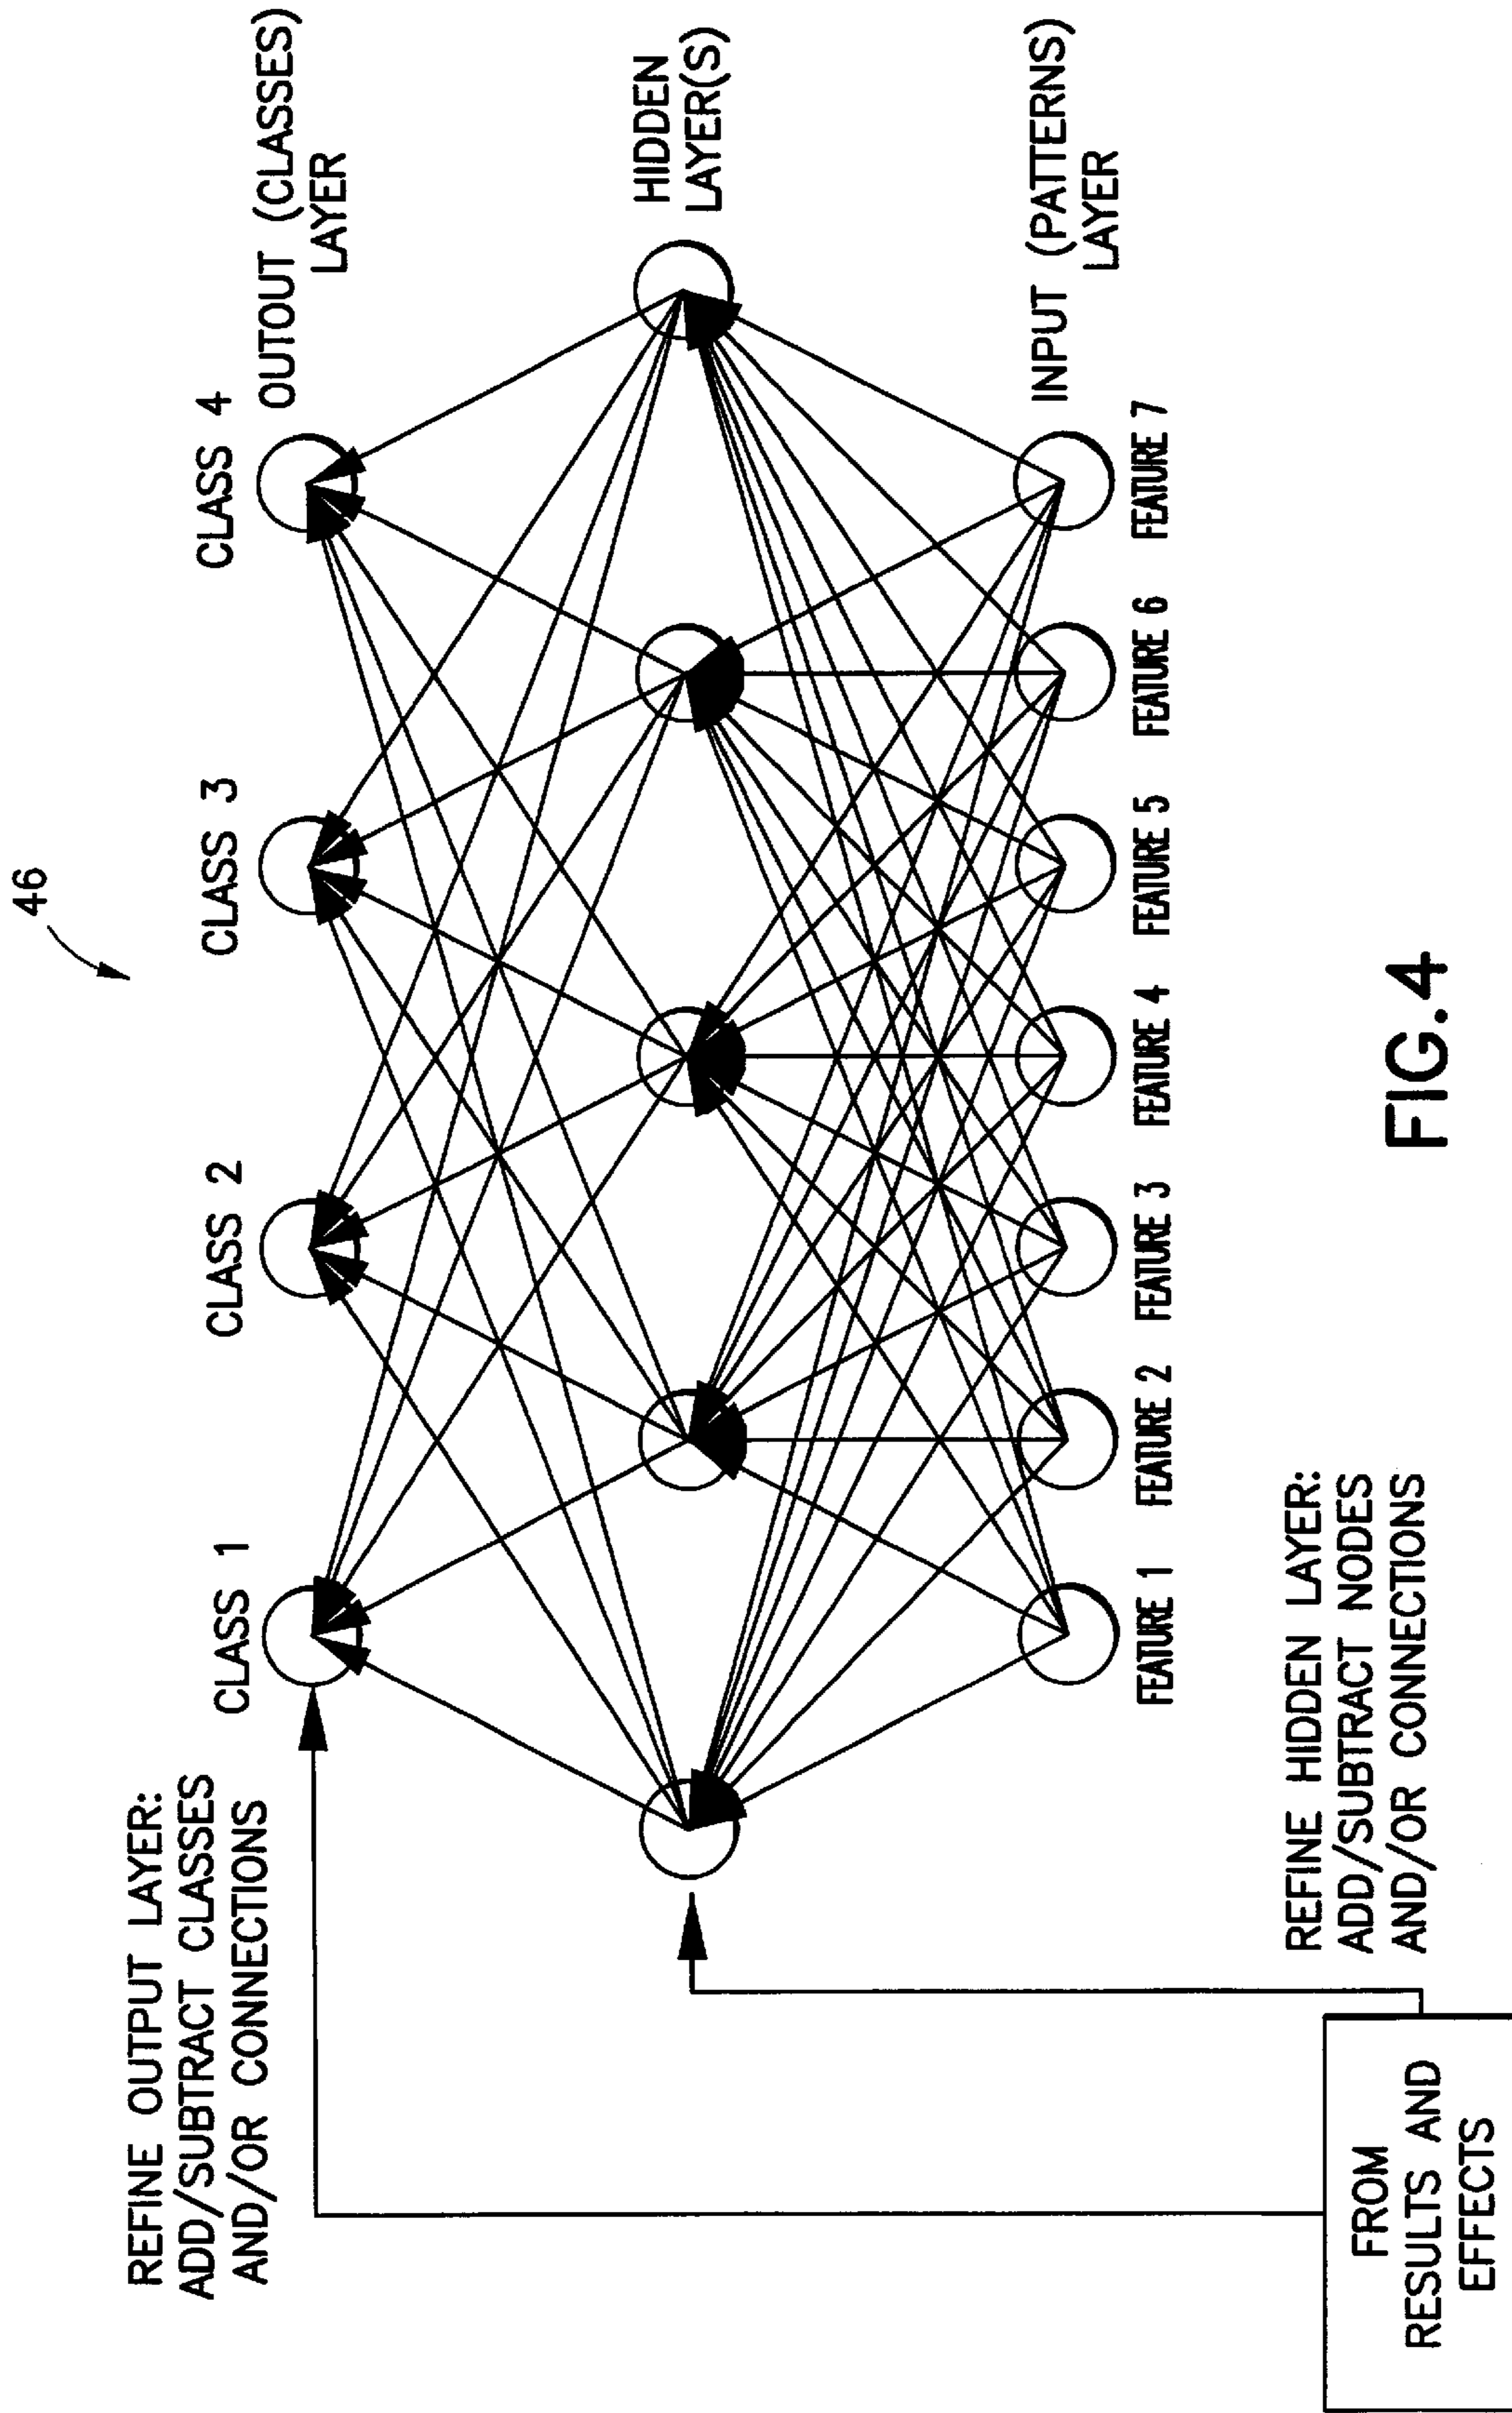 46
REFINE OUTPUT LAYER:
ADD/SUBTRACT CLASSES
AND/OR CONNECTIONS
CLASS 1
CLASS 2
CLASS 3
CLASS 4
OUTOUT (CLASSES)
LAYER
HIDDEN
LAYER(S)
INPUT (PATTERNS)
LAYER
FEATURE 1
FEATURE 2
FEATURE 3
FEATURE 4
FEATURE 5
FEATURE 6
FEATURE 7
REFINE HIDDEN LAYER:
ADD/SUBTRACT NODES
AND/OR CONNECTIONS
FROM
RESULTS AND
EFFECTS
FIG.4